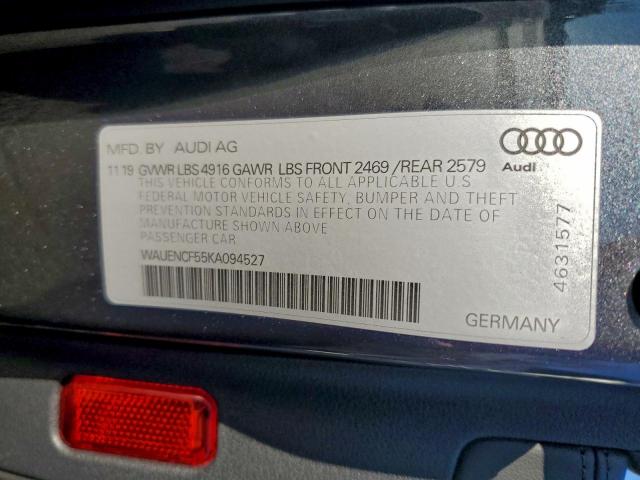 MFD. BY AUDI AG
11 19 GVWR LBS 4916 GAWR LBS FRONT 2469 /REAR 2579
THIS VEHICLE CONFORMS TO ALL APPLICABLE U.S
FEDERAL MOTOR VEHICLE SAFETY, BUMPER AND THEFT
PREVENTION STANDARDS IN EFFECT ON THE DATE OF
MANUFACTURE SHOWN ABOVE
PASSENGER CAR
WAUENCF55KA094527
Audi
4631577
GERMANY